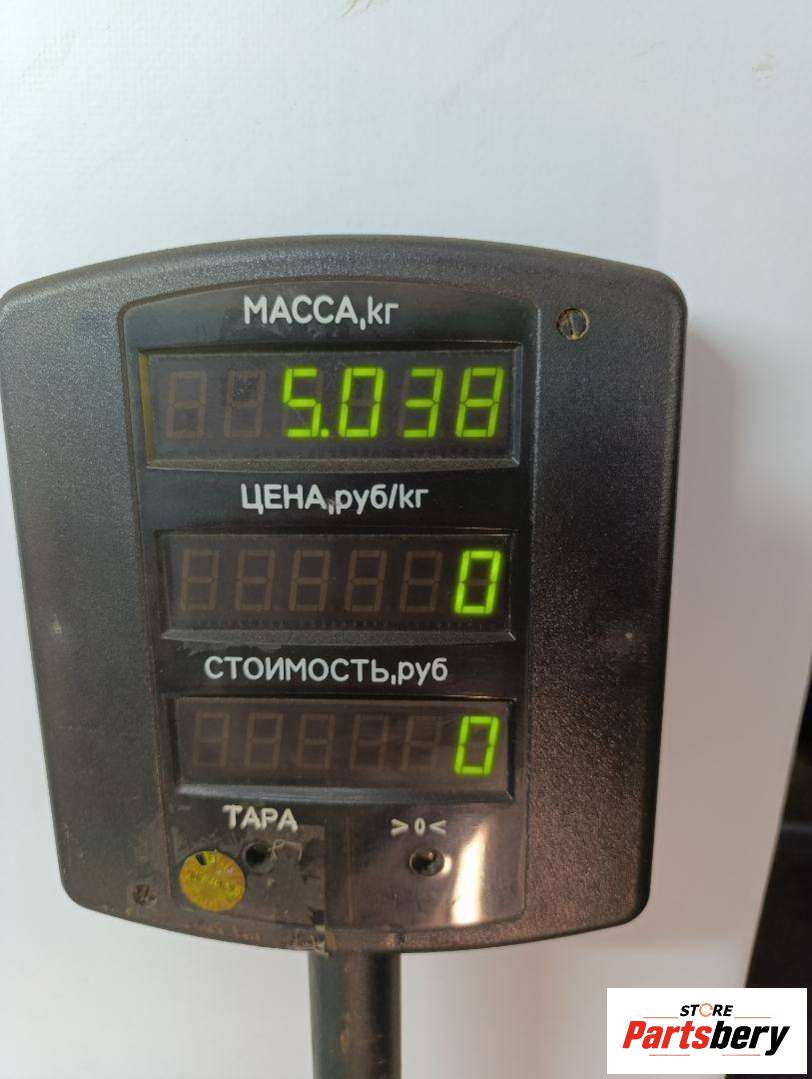 МАССА,кг
5.038
ЦЕНА,руб/кг
0
СТОИМОСТЬ,руб
0
ТАРА >0<
STORE
Partsbery